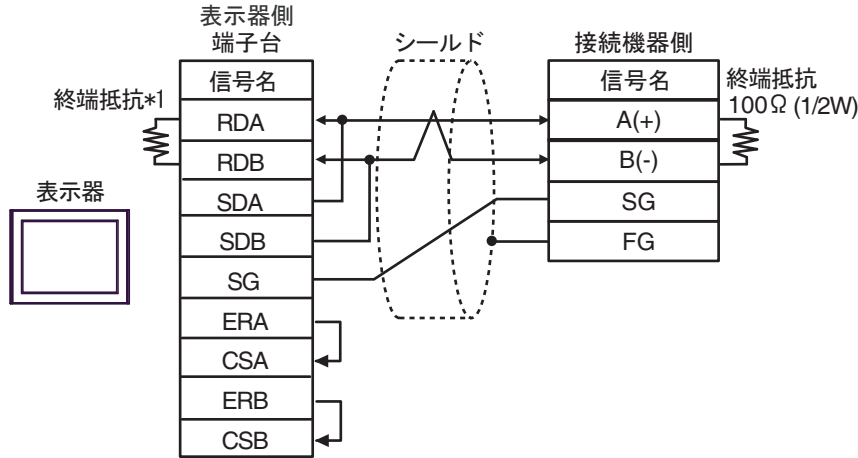 表示器側
端子台
シールド
接続機器側
信号名
信号名
終端抵抗
100Ω (1/2W)
終端抵抗*1
RDA
A(+)
RDB
B(-)
表示器
SDA
SG
SDB
FG
SG
ERA
CSA
ERB
CSB